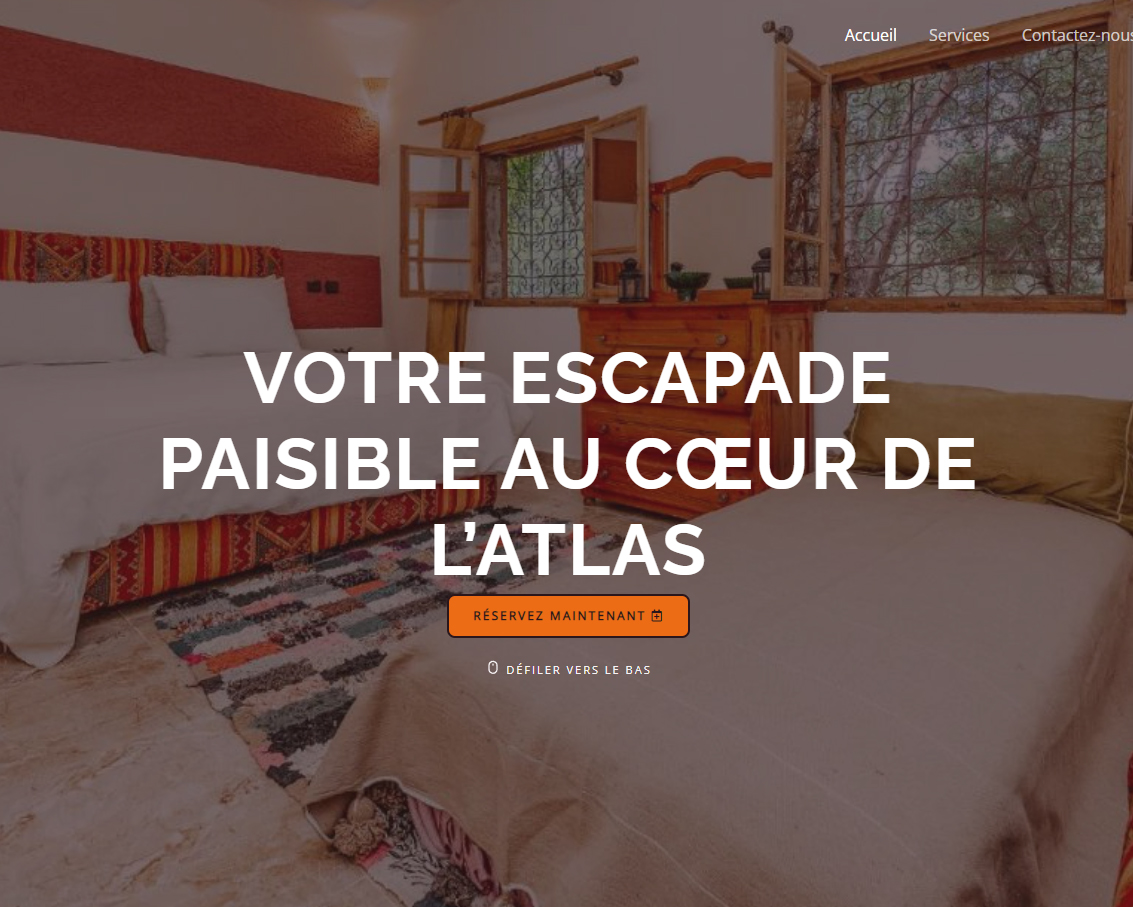 Accueil Services Contactez-nous
VOTRE ESCAPADE
PAISIBLE AU CŒUR DE
L’ATLAS
RÉSERVEZ MAINTENANT
DÉFILER VERS LE BAS